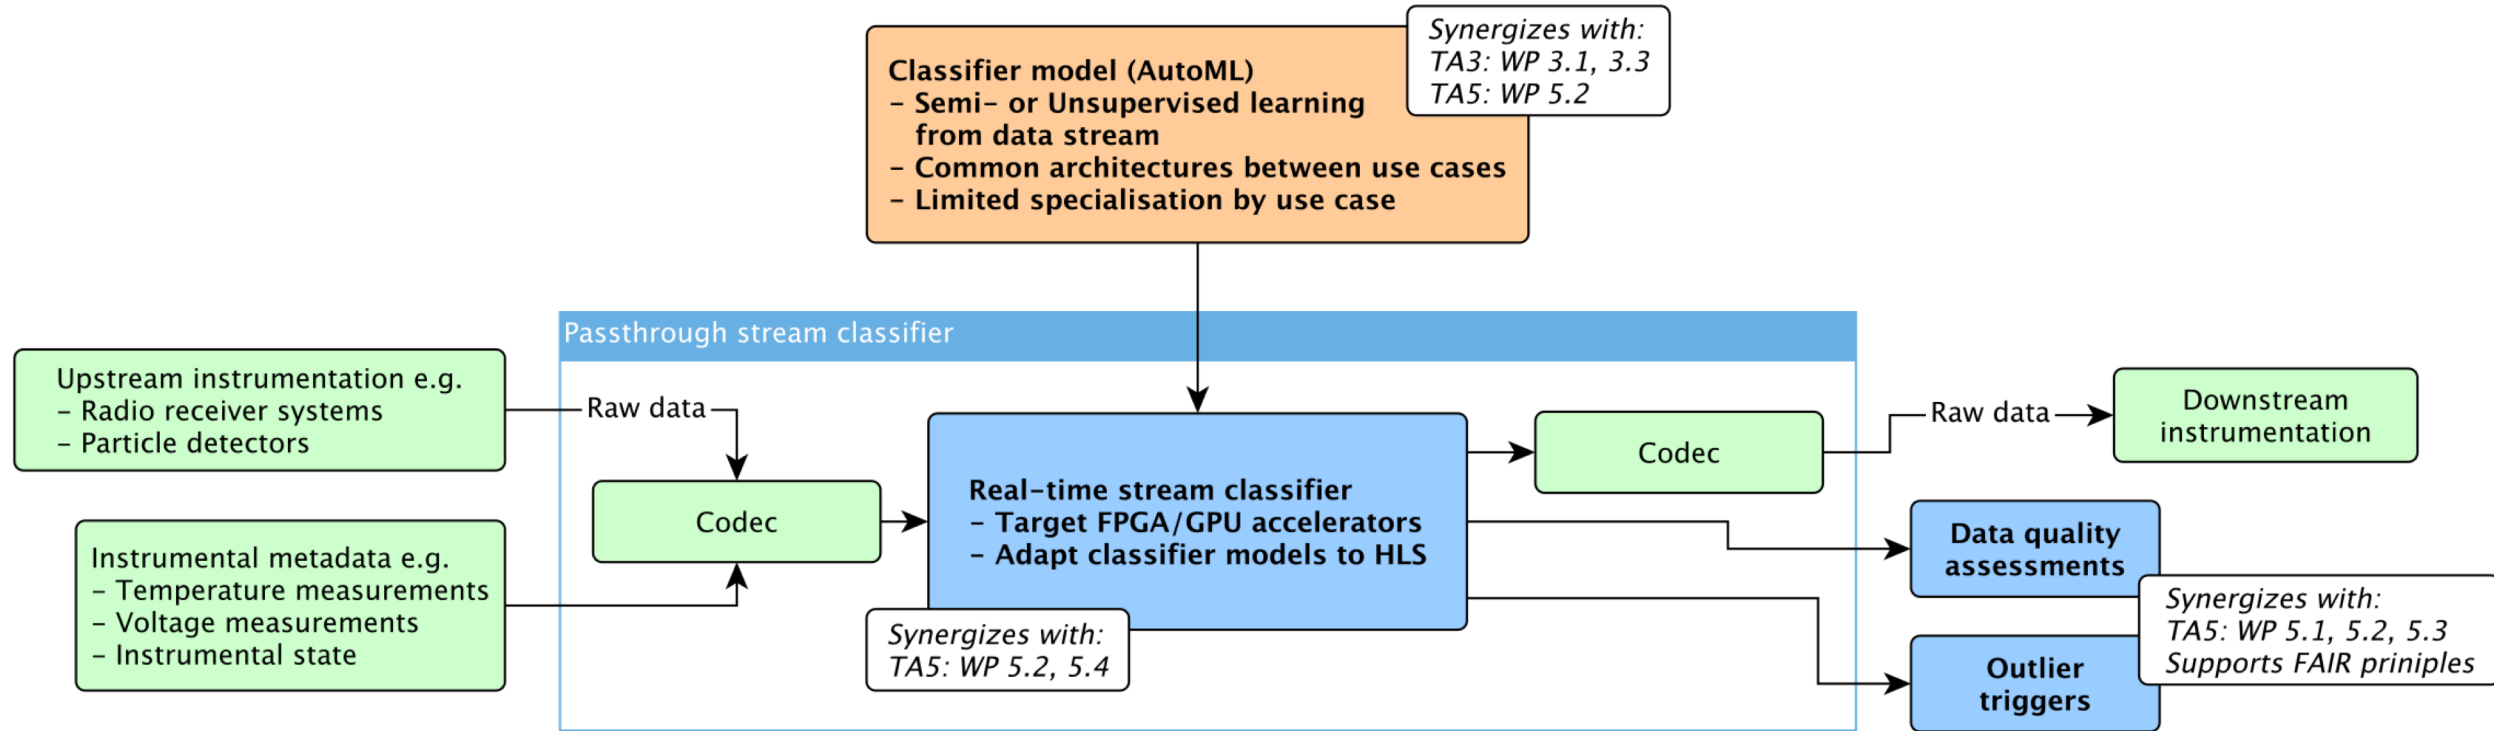 Synergizes with:
TA3: WP 3.1, 3.3
TA5: WP 5.2
Classifier model (AutoML)
– Semi– or Unsupervised learning
from data stream
– Common architectures between use cases
– Limited specialisation by use case
Passthrough stream classifier
Upstream instrumentation e.g.
– Radio receiver systems
– Particle detectors
Raw data
Instrumental metadata e.g.
– Temperature measurements
– Voltage measurements
– Instrumental state
Codec
Real–time stream classifier
– Target FPGA/GPU accelerators
– Adapt classifier models to HLS
Synergizes with:
TA5: WP 5.2, 5.4
Codec
Raw data
Downstream
instrumentation
Data quality
assessments
Synergizes with:
TA5: WP 5.1, 5.2, 5.3
Supports FAIR priniples
Outlier
triggers